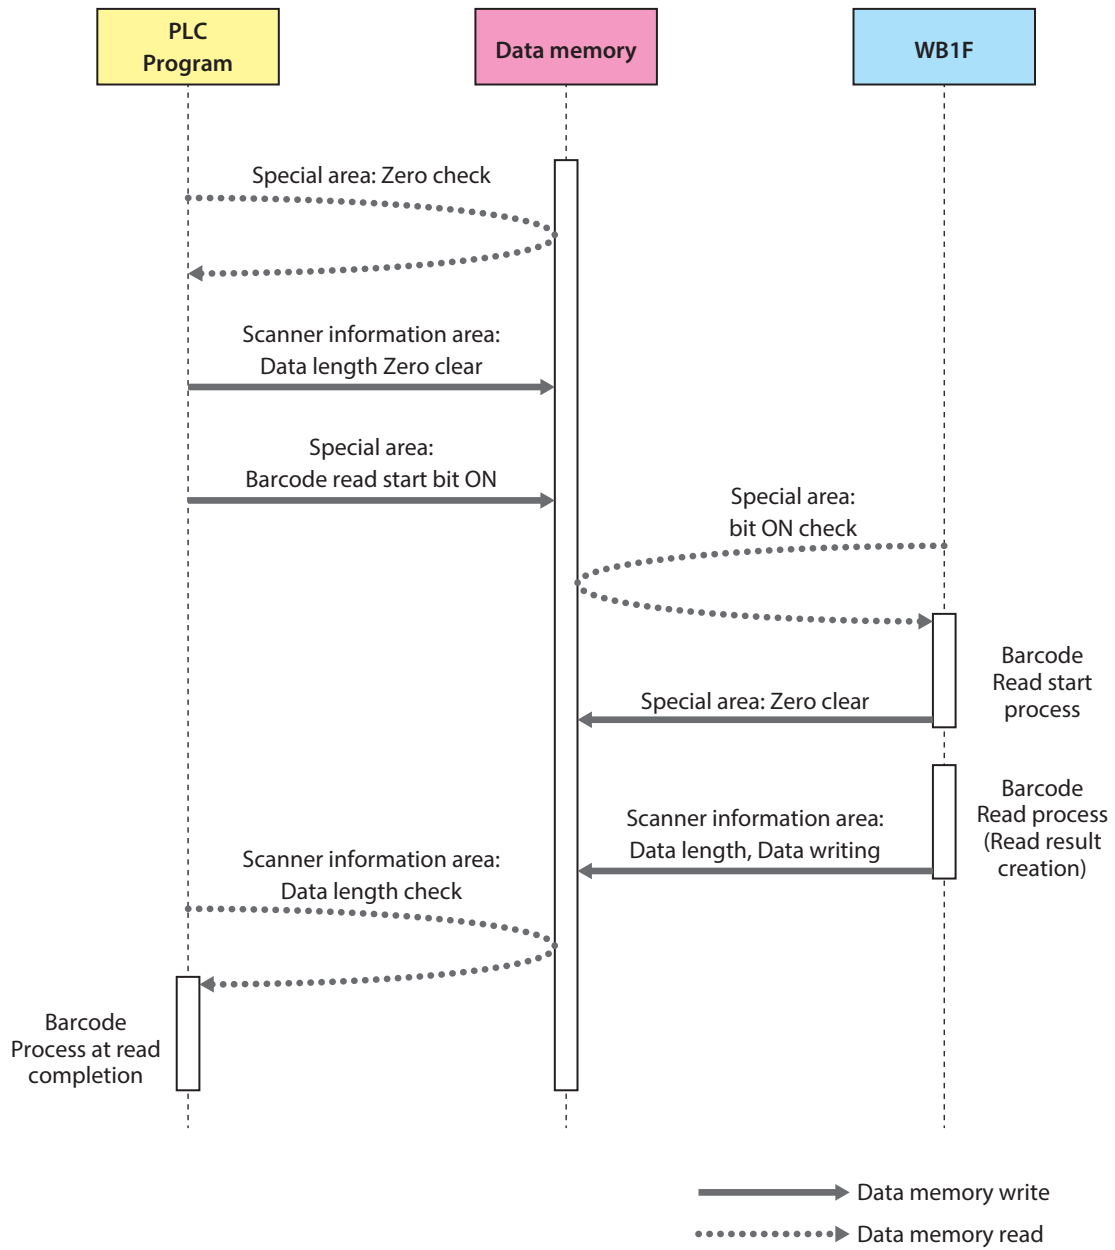 PLC
Program
Data memory
WB1F
Special area: Zero check
Scanner information area:
Data length Zero clear
Special area:
Barcode read start bit ON
Special area:
bit ON check
Barcode
Read start
process
Special area: Zero clear
Barcode
Read process
(Read result
creation)
Scanner information area:
Data length, Data writing
Scanner information area:
Data length check
Barcode
Process at read
completion
Data memory write
Data memory read